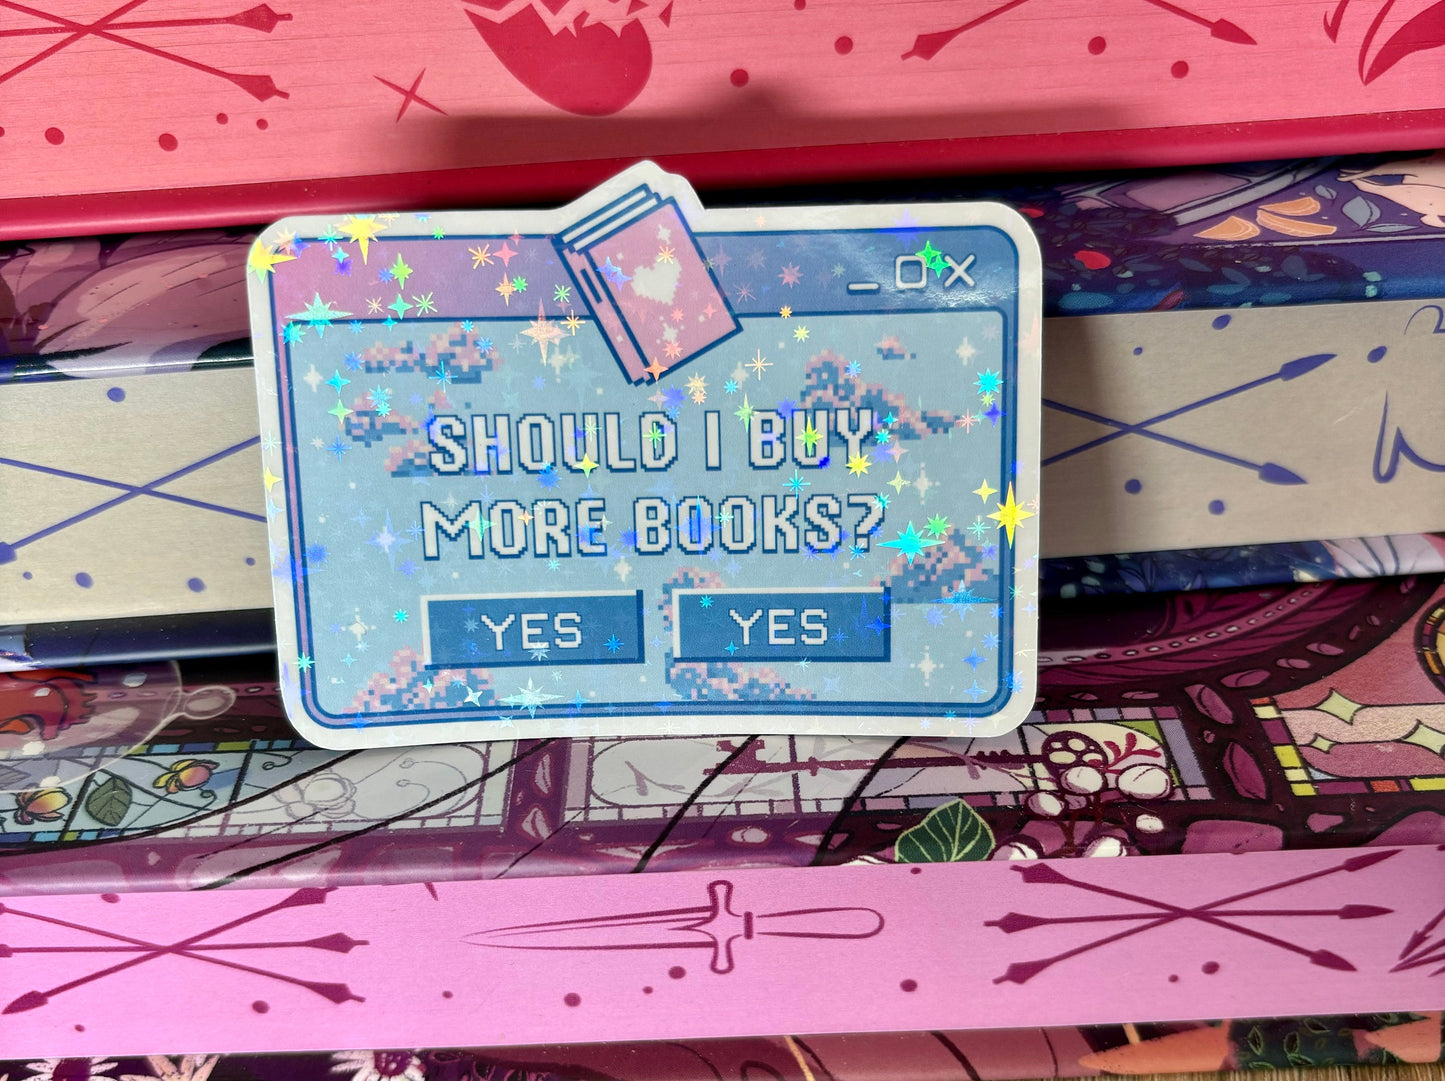 _ □ X
SHOULD I BUY
MORE BOOKS?
YES YES